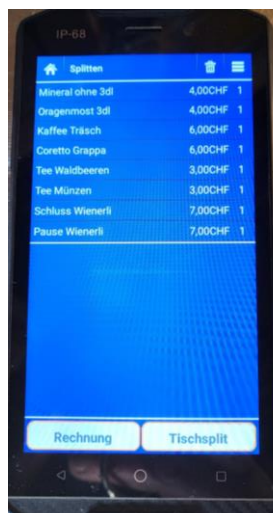 IP-68
Splitten
Mineral ohne 3dl 4,00CHF 1
Oragenmost 3dl 4,00CHF 1
Kaffee Träsch 6,00CHF 1
Coretto Grappa 6,00CHF 1
Tee Waldbeeren 3,00CHF 1
Tee Münzen 3,00CHF 1
Schluss Wienerli 7,00CHF 1
Pause Wienerli 7,00CHF 1
Rechnung Tischsplit